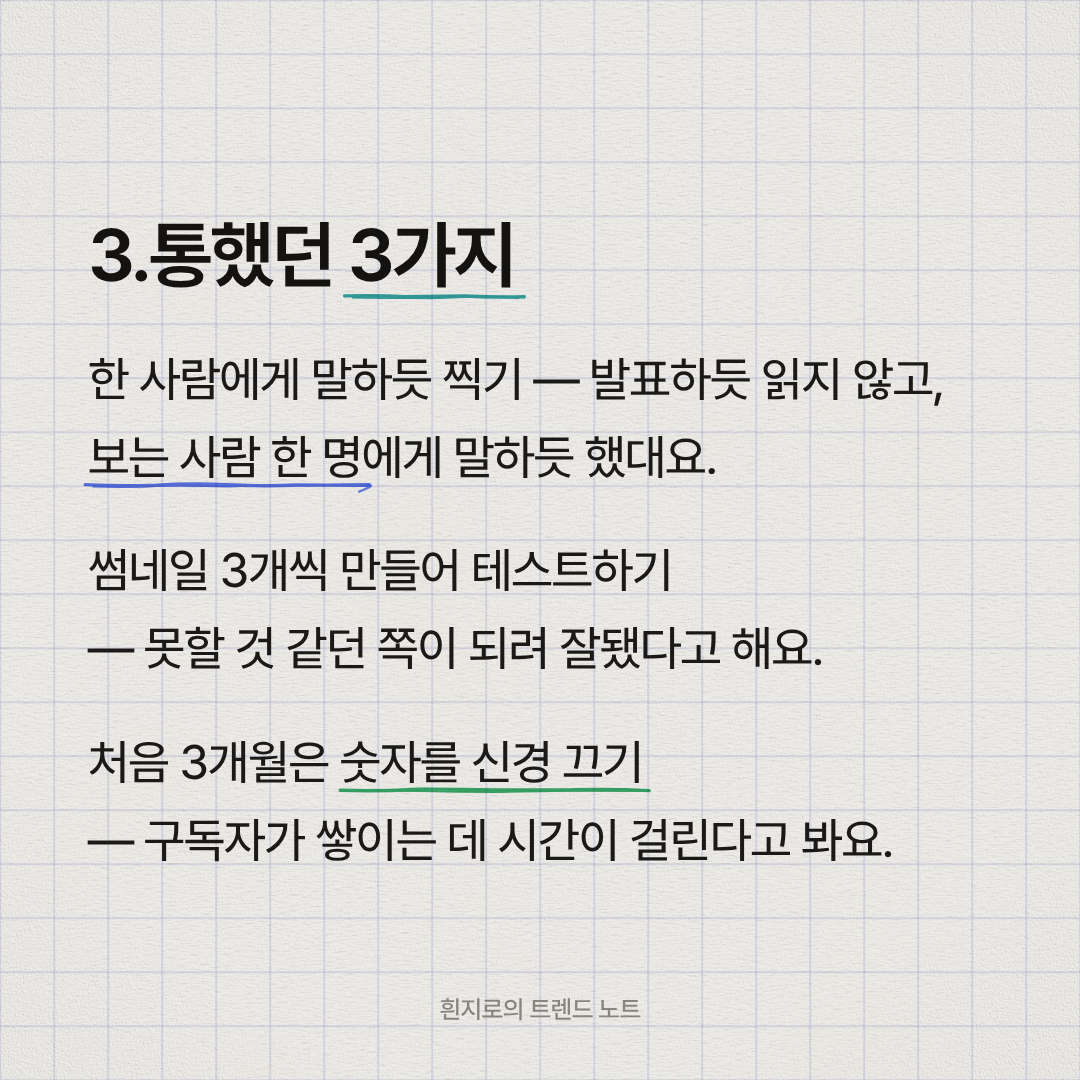 3.통했던 3가지
한 사람에게 말하듯 찍기 — 발표하듯 읽지 않고,
보는 사람 한 명에게 말하듯 했대요.
썸네일 3개씩 만들어 테스트하기
— 못할 것 같던 쪽이 되려 잘됐다고 해요.
처음 3개월은 숫자를 신경 끄기
— 구독자가 쌓이는 데 시간이 걸린다고 봐요.
흰지로의 트렌드 노트